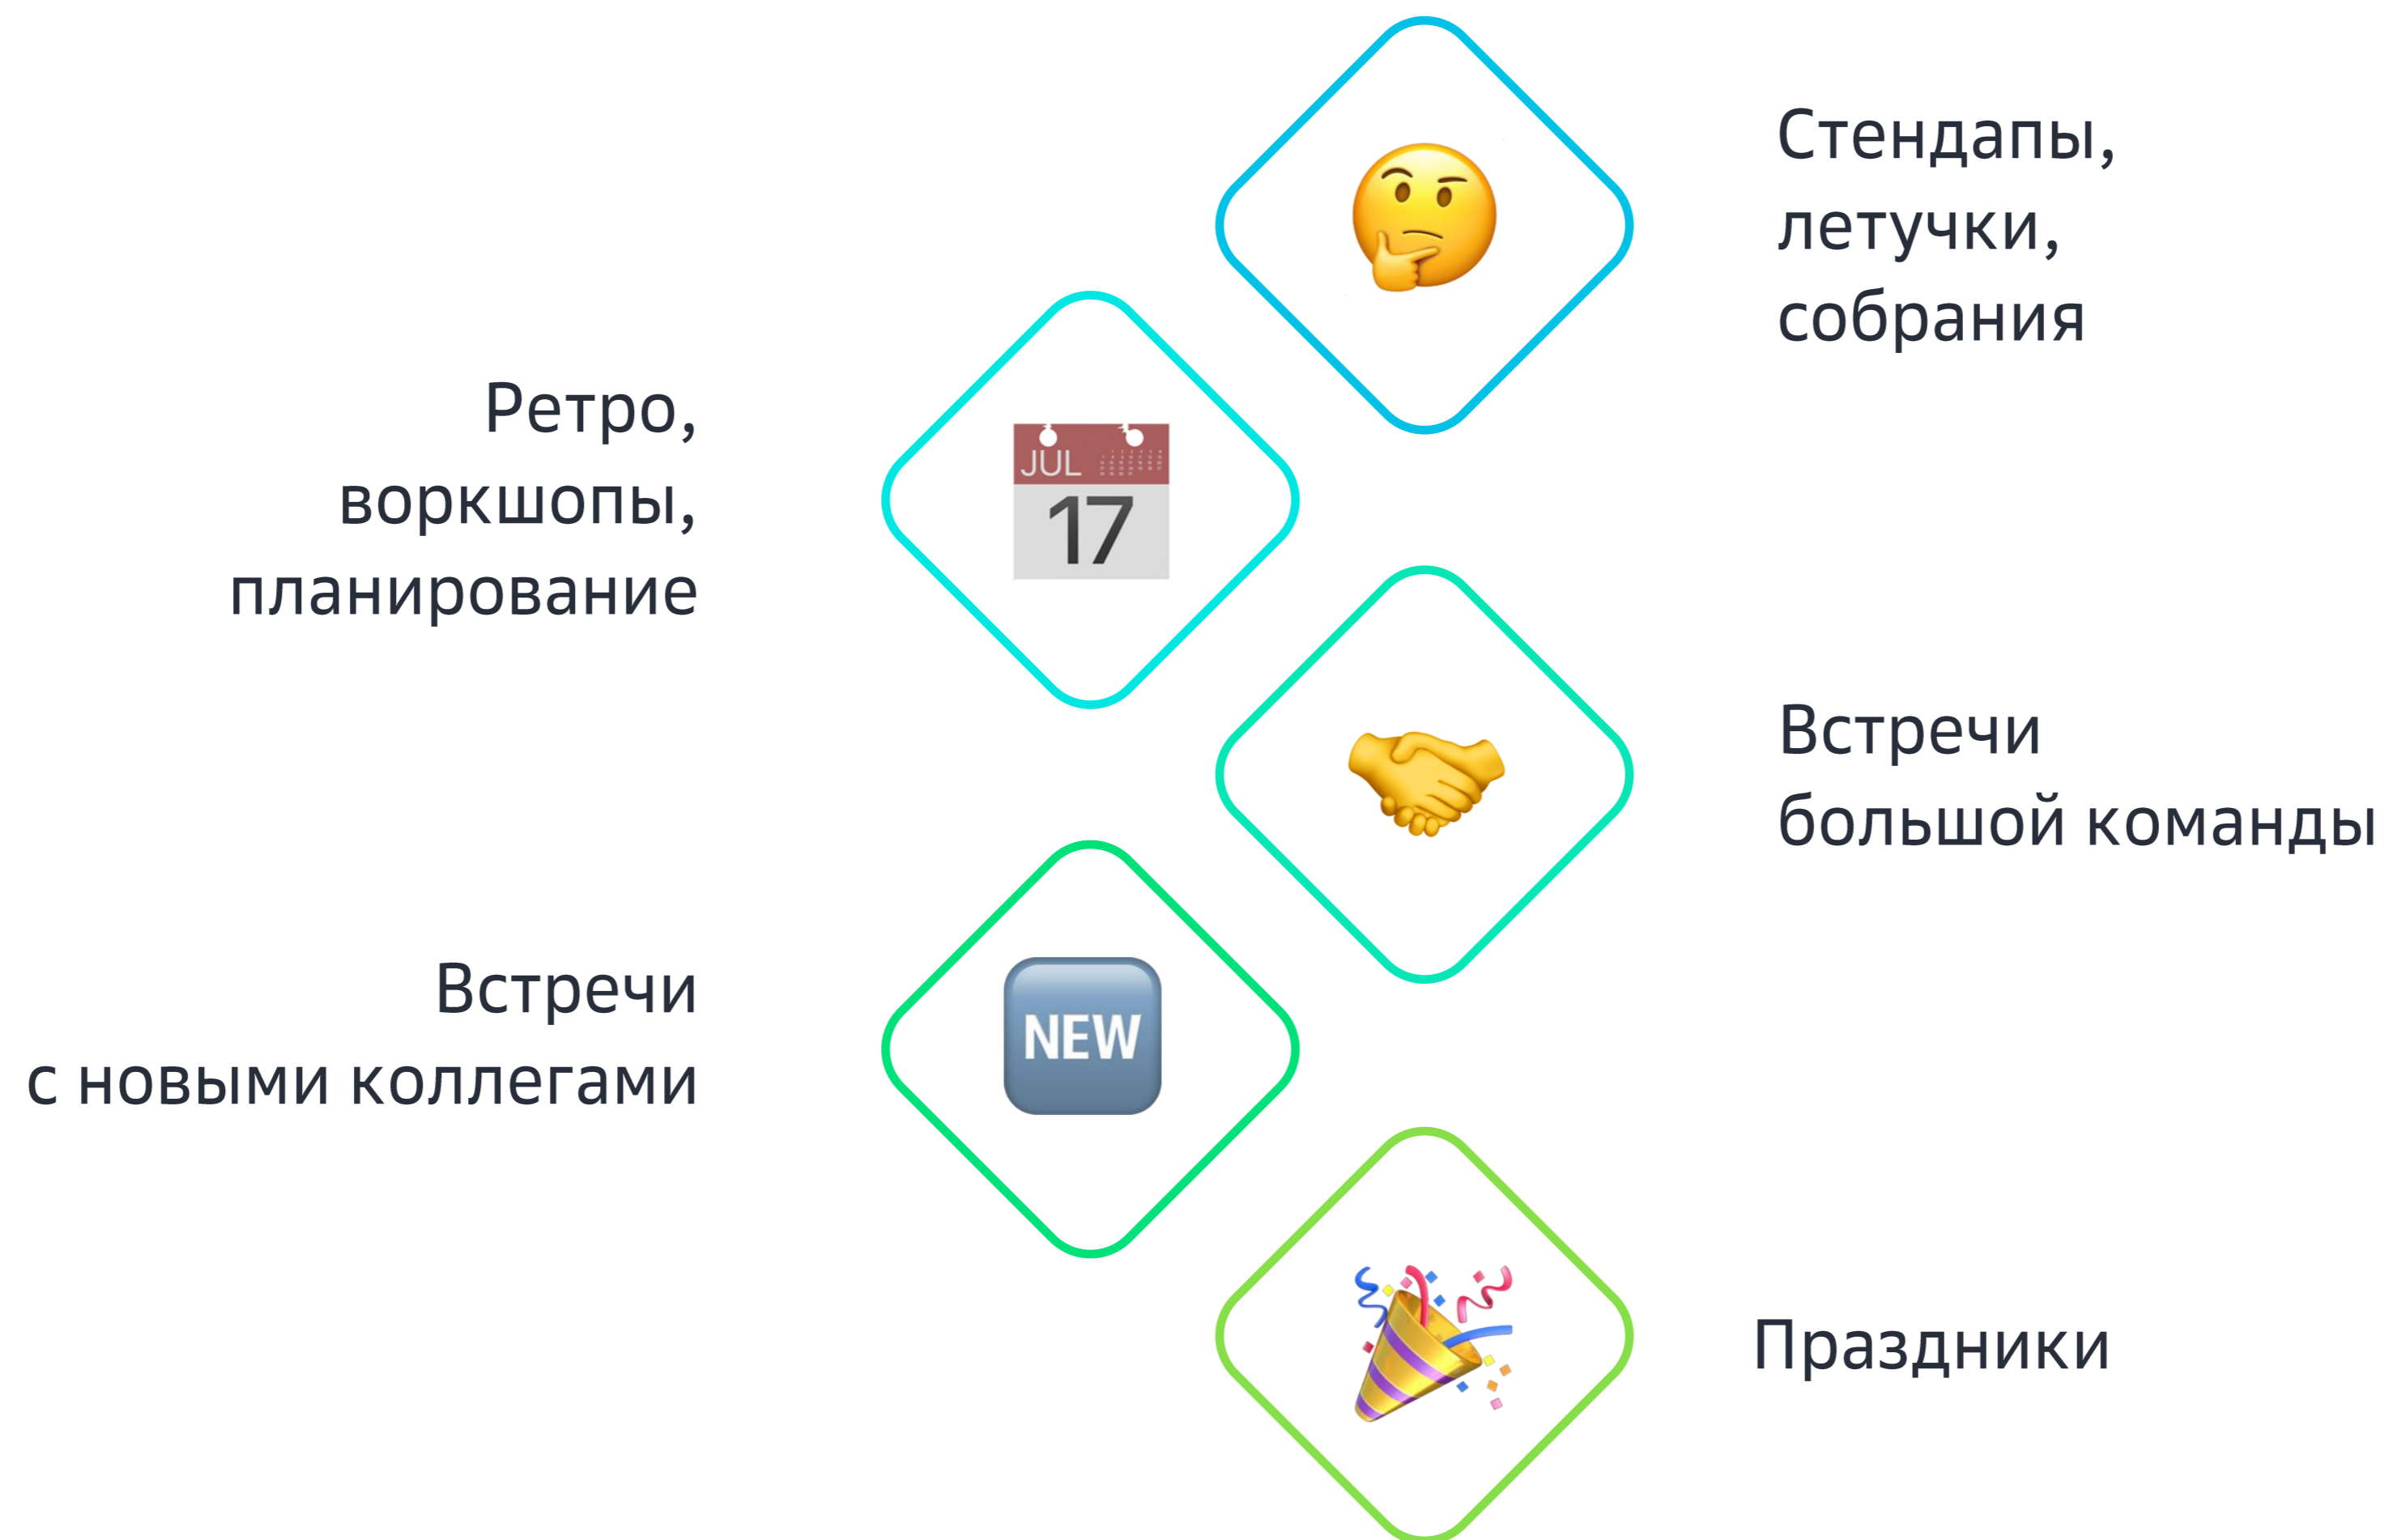 Стендапы,
летучки,
собрания
Ретро,
воркшопы,
планирование
JUL
17
Встречи
большой команды
Встречи
с новыми коллегами
NEW
Праздники